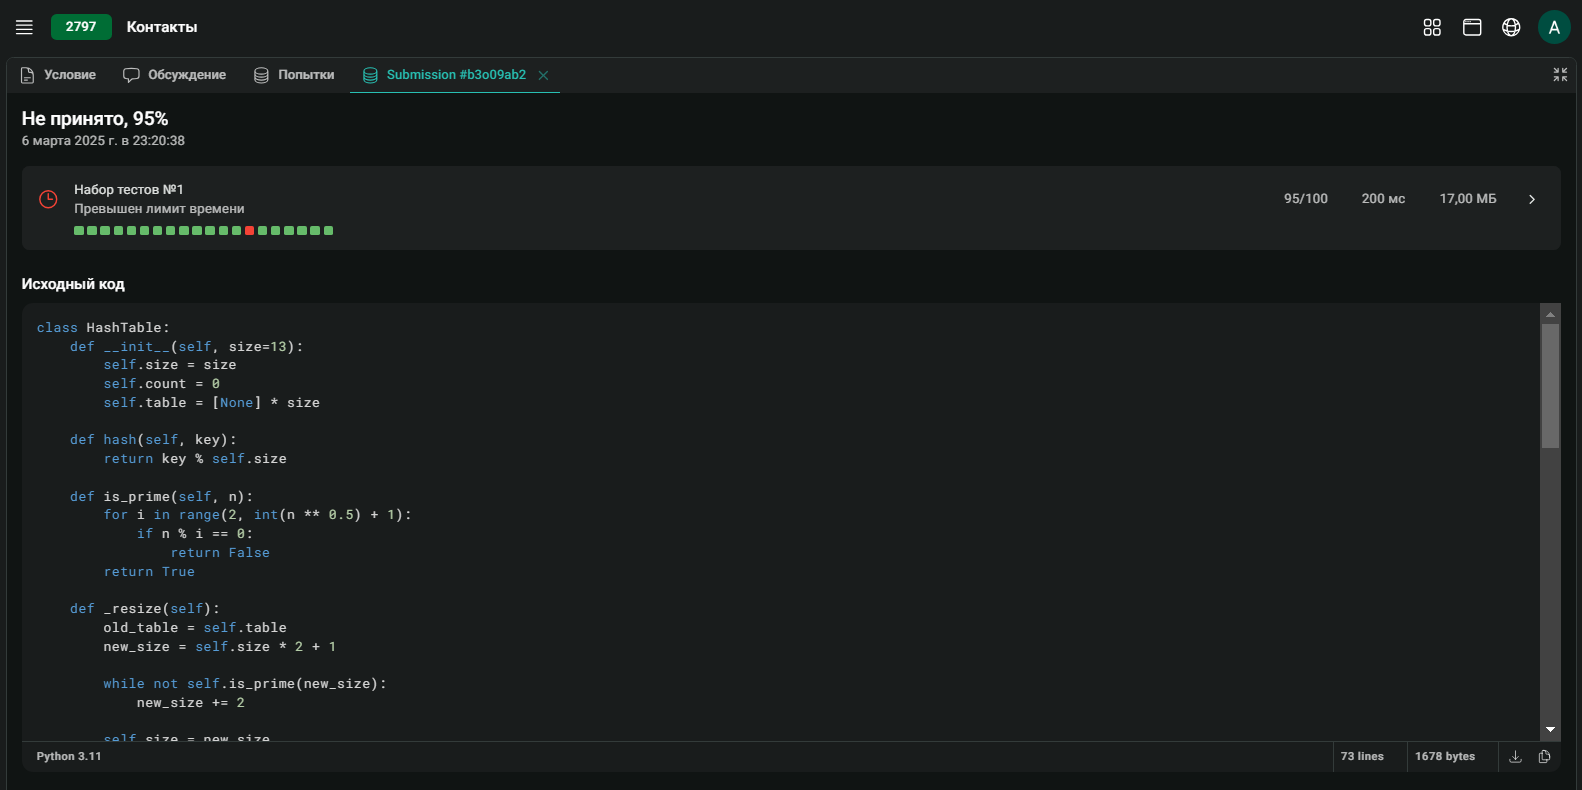 2797 Контакты A
Условие Обсуждение Попытки Submission #b3o09ab2
Не принято, 95%
6 марта 2025 г. в 23:20:38
Набор тестов №1
Превышен лимит времени
95/100 200 мс 17,00 МБ
Исходный код
class HashTable:
def __init__(self, size=13):
self.size = size
self.count = 0
self.table = [None] * size
def hash(self, key):
return key % self.size
def is_prime(self, n):
for i in range(2, int(n ** 0.5) + 1):
if n % i == 0:
return False
return True
def _resize(self):
old_table = self.table
new_size = self.size * 2 + 1
while not self.is_prime(new_size):
new_size += 2
self.size = new_size
Python 3.11 73 lines 1678 bytes